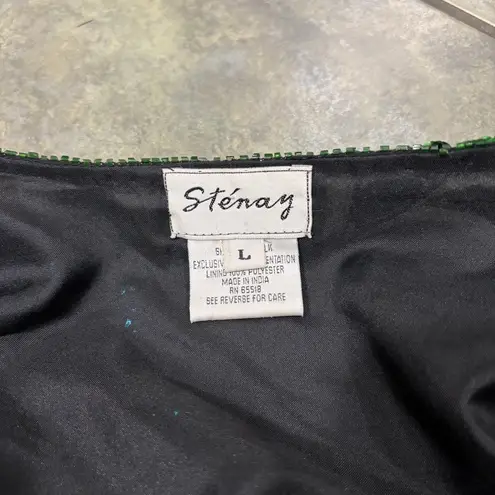 Sténay
L
LINING 100% POLYESTER
MADE IN INDIA
RN 65518
SEE REVERSE FOR CARE